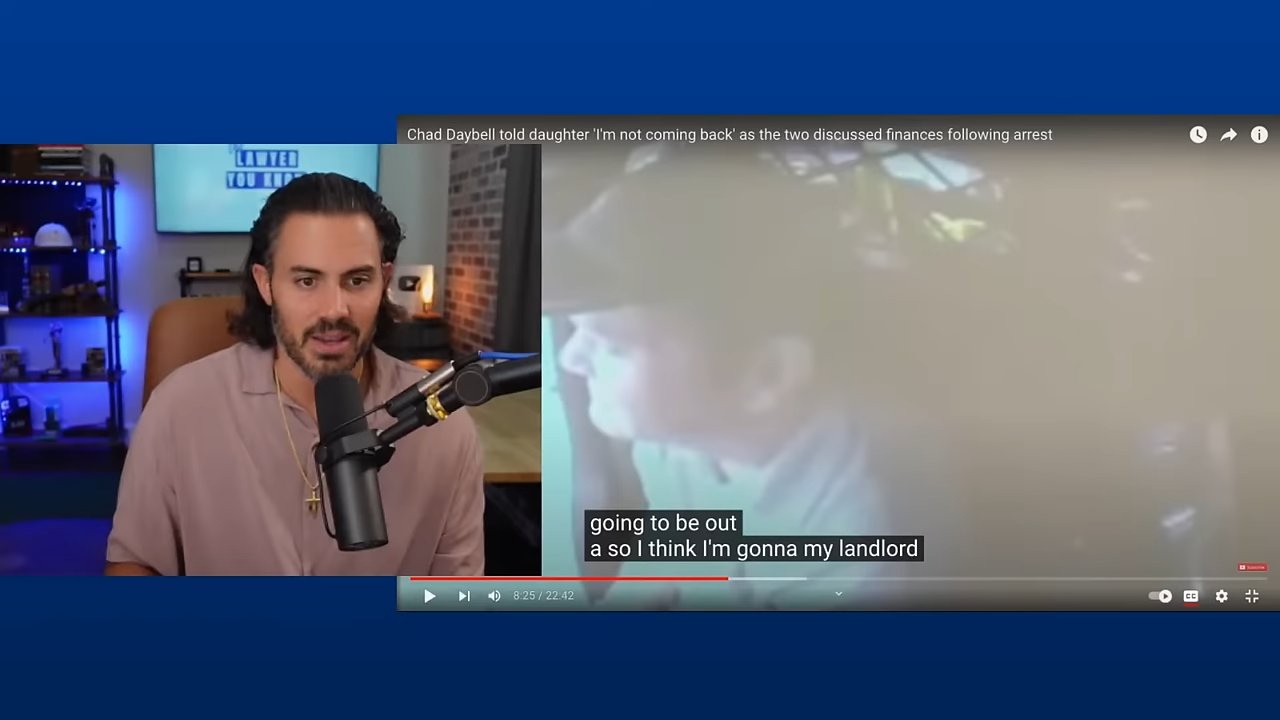 Chad Daybell told daughter 'I'm not coming back' as the two discussed finances following arrest
LAWYER
YOU KNOW
going to be out
a so I think I'm gonna my landlord
8:25 / 22:42
CC